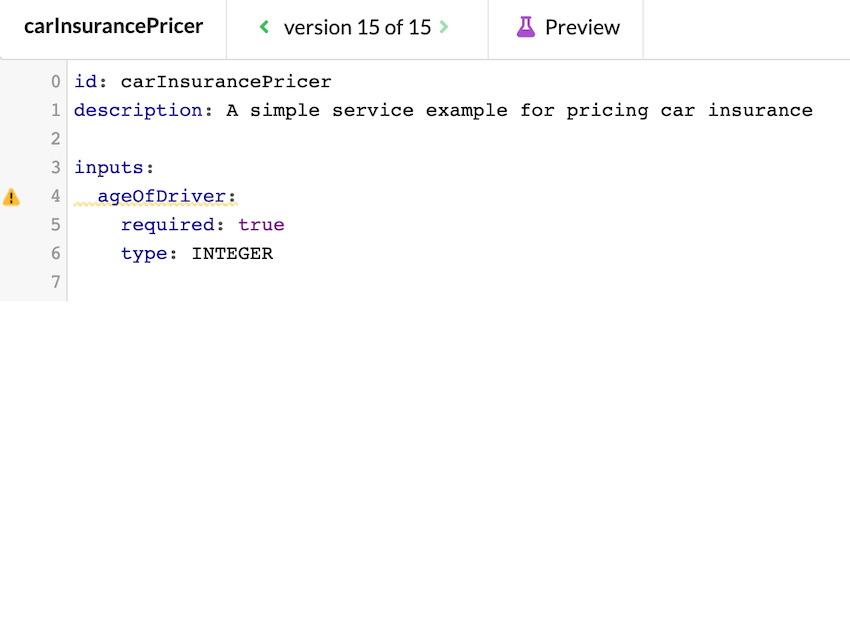 carInsurancePricer version 15 of 15 Preview
0 id: carInsurancePricer
1 description: A simple service example for pricing car insurance
2
3 inputs:
4 ageOfDriver:
5 required: true
6 type: INTEGER
7